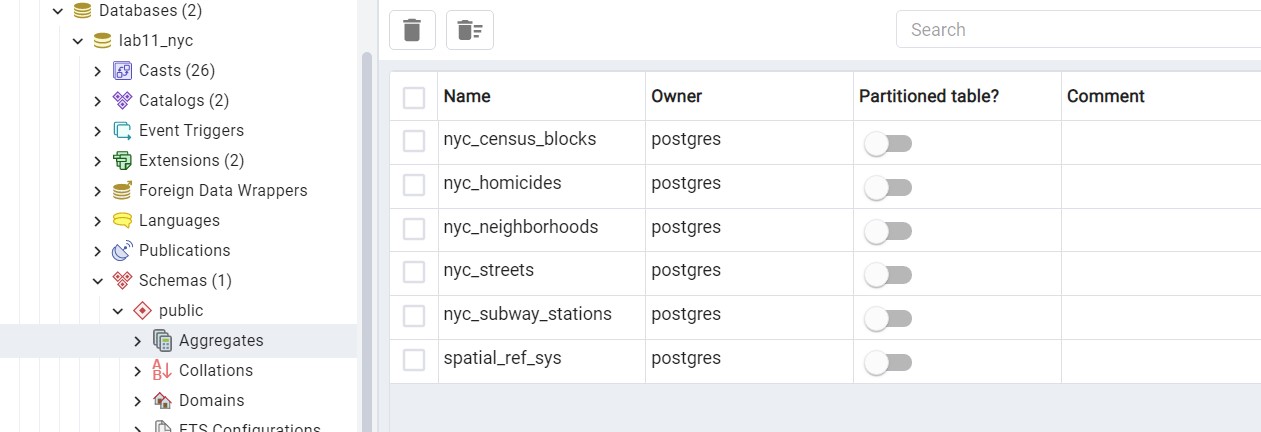 Databases (2)
lab11_nyc
Casts (26)
Catalogs (2)
Event Triggers
Extensions (2)
Foreign Data Wrappers
Languages
Publications
Schemas (1)
public
Aggregates
Collations
Domains
FTS Configurations
Search
Name Owner Partitioned table? Comment
nyc_census_blocks postgres
nyc_homicides postgres
nyc_neighborhoods postgres
nyc_streets postgres
nyc_subway_stations postgres
spatial_ref_sys postgres